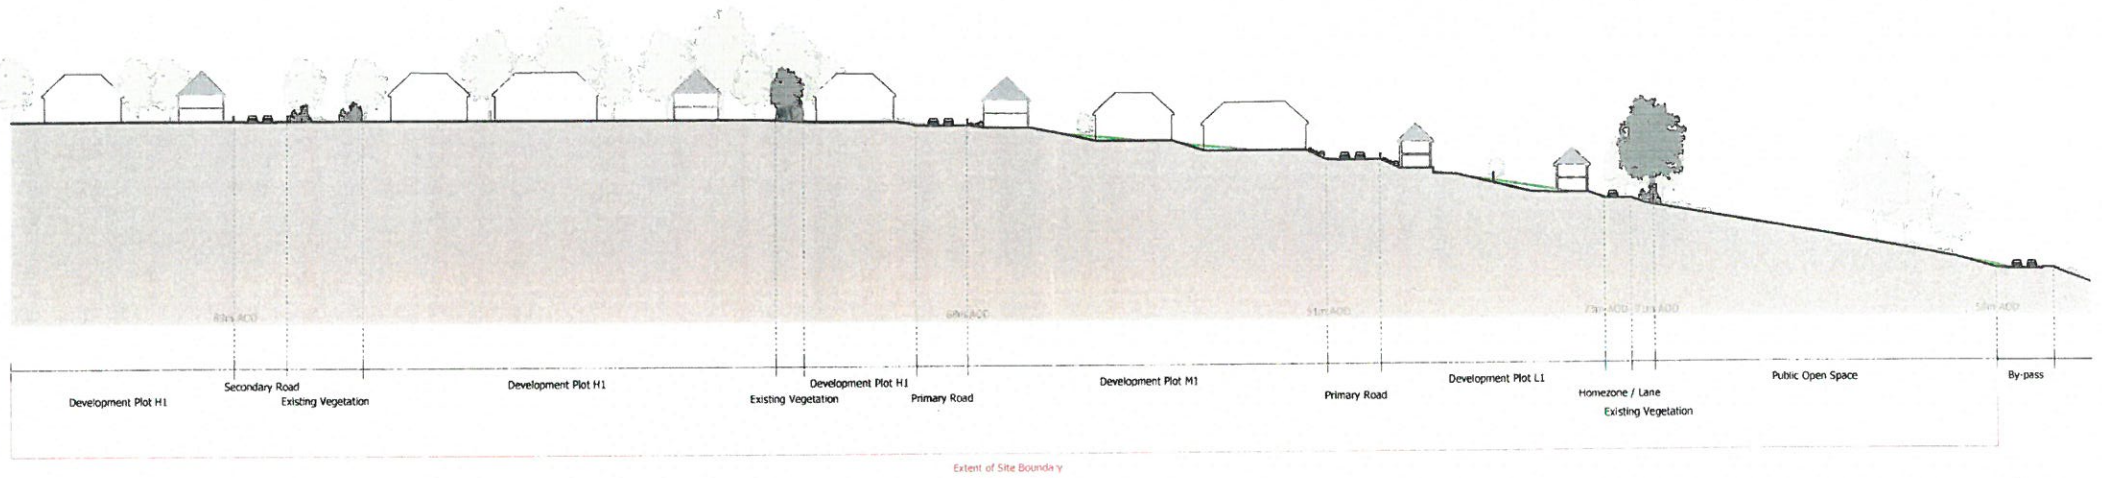 Secondary Road
Development Plot H1
Development Plot H1
Development Plot M1
Development Plot L1
Public Open Space
By-pass
Development Plot H1
Existing Vegetation
Existing Vegetation
Primary Road
Primary Road
Homezone / Lane
Existing Vegetation
Extent of Site Boundary